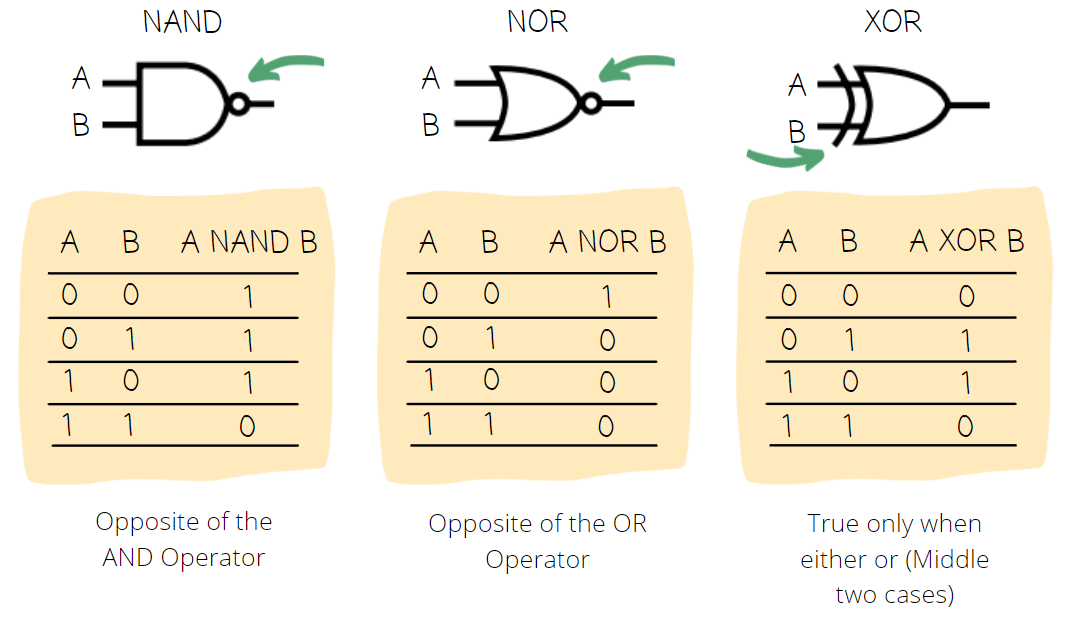 NAND
A
B
A B A NAND B
0 0 1
0 1 1
1 0 1
1 1 0
Opposite of the
AND Operator
NOR
A
B
A B A NOR B
0 0 1
0 1 0
1 0 0
1 1 0
Opposite of the OR
Operator
XOR
A
B
A B A XOR B
0 0 0
0 1 1
1 0 1
1 1 0
True only when
either or (Middle
two cases)